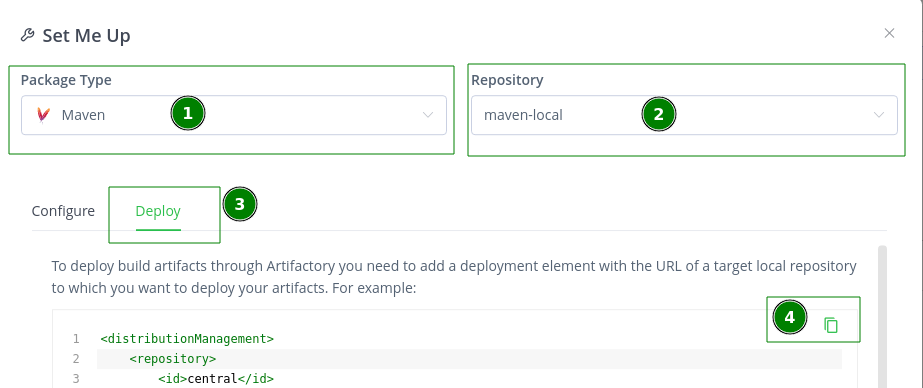 Set Me Up
Package Type
Repository
Maven
1
maven-local
2
Configure
Deploy
3
To deploy build artifacts through Artifactory you need to add a deployment element with the URL of a target local repository
to which you want to deploy your artifacts. For example:
4
1 <distributionManagement>
2     <repository>
3         <id>central</id>